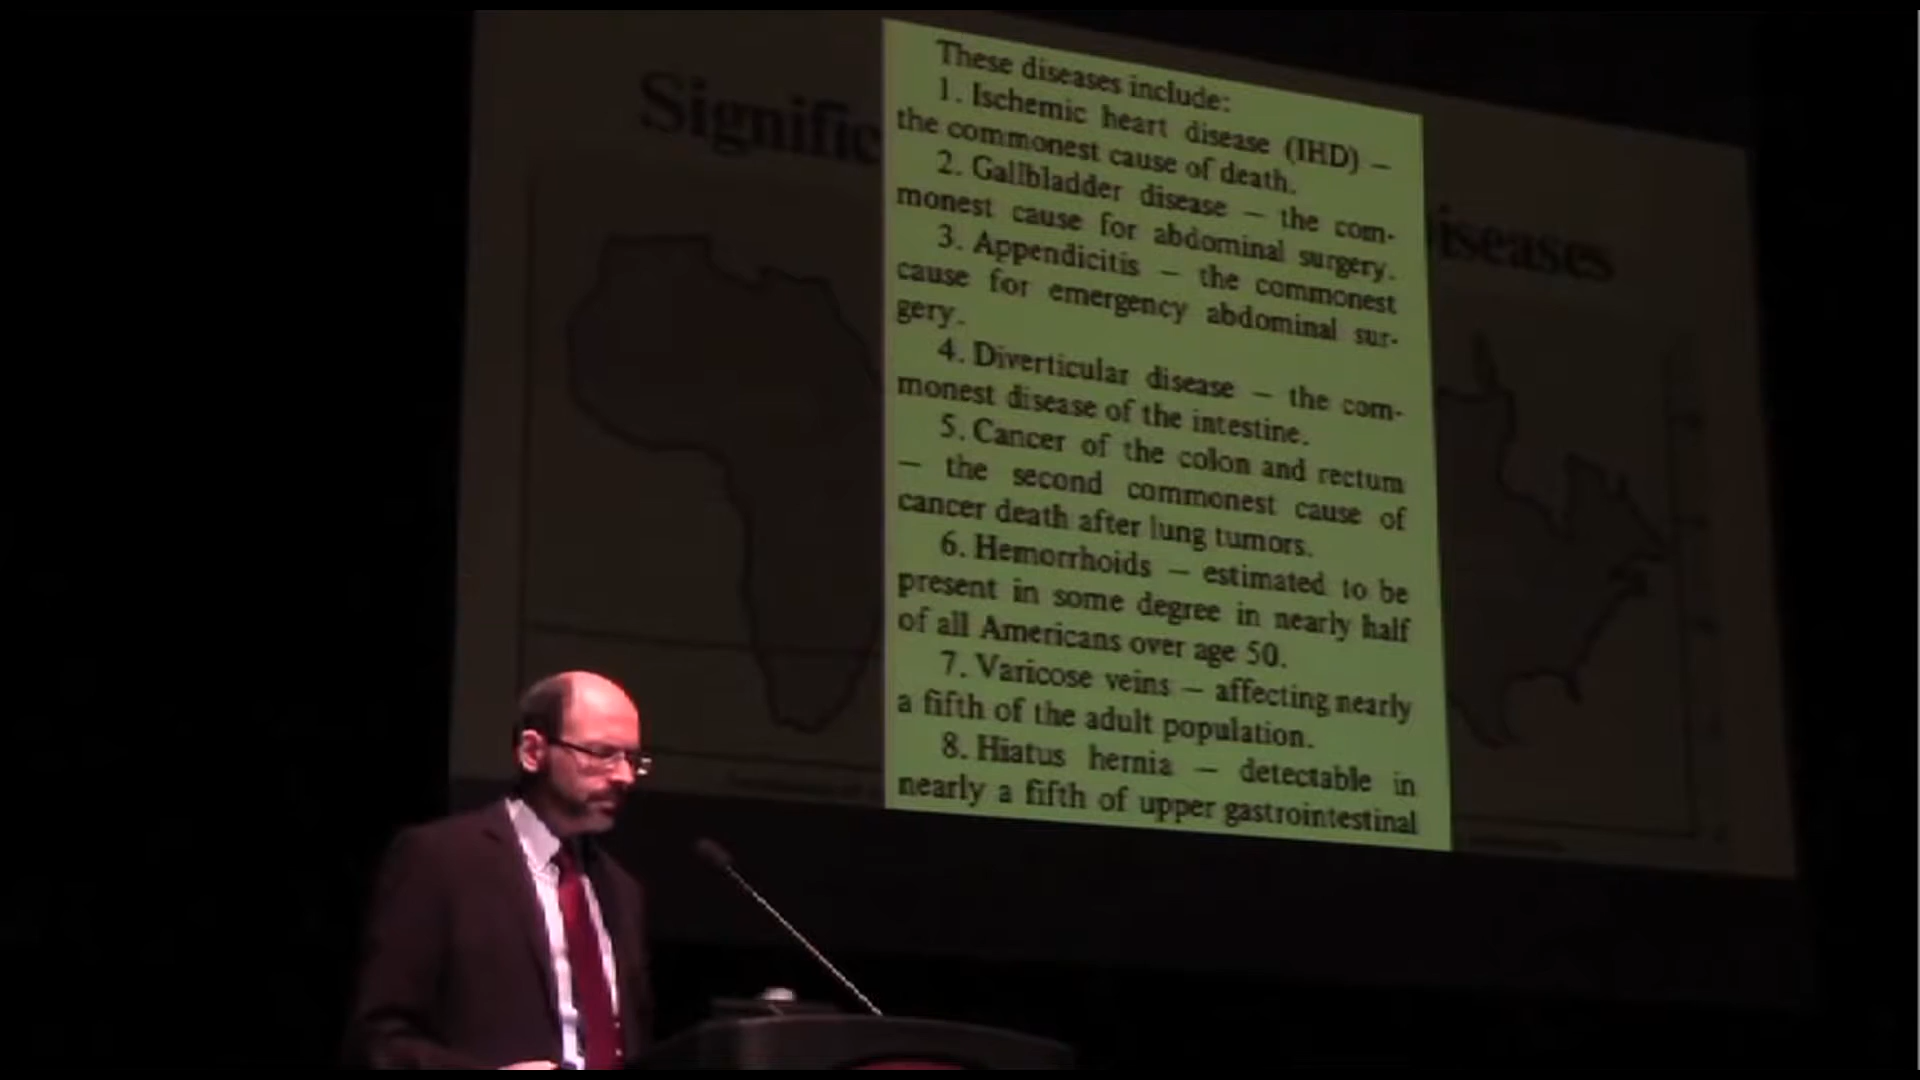 Signific
iseases
These diseases include:
1. Ischemic heart disease (IHD) –
the commonest cause of death.
2. Gallbladder disease – the com-
monest cause for abdominal surgery.
3. Appendicitis – the commonest
cause for emergency abdominal sur-
gery.
4. Diverticular disease – the com-
monest disease of the intestine.
5. Cancer of the colon and rectum
– the second commonest cause of
cancer death after lung tumors.
6. Hemorrhoids – estimated to be
present in some degree in nearly half
of all Americans over age 50.
7. Varicose veins – affecting nearly
a fifth of the adult population.
8. Hiatus hernia – detectable in
nearly a fifth of upper gastrointestinal